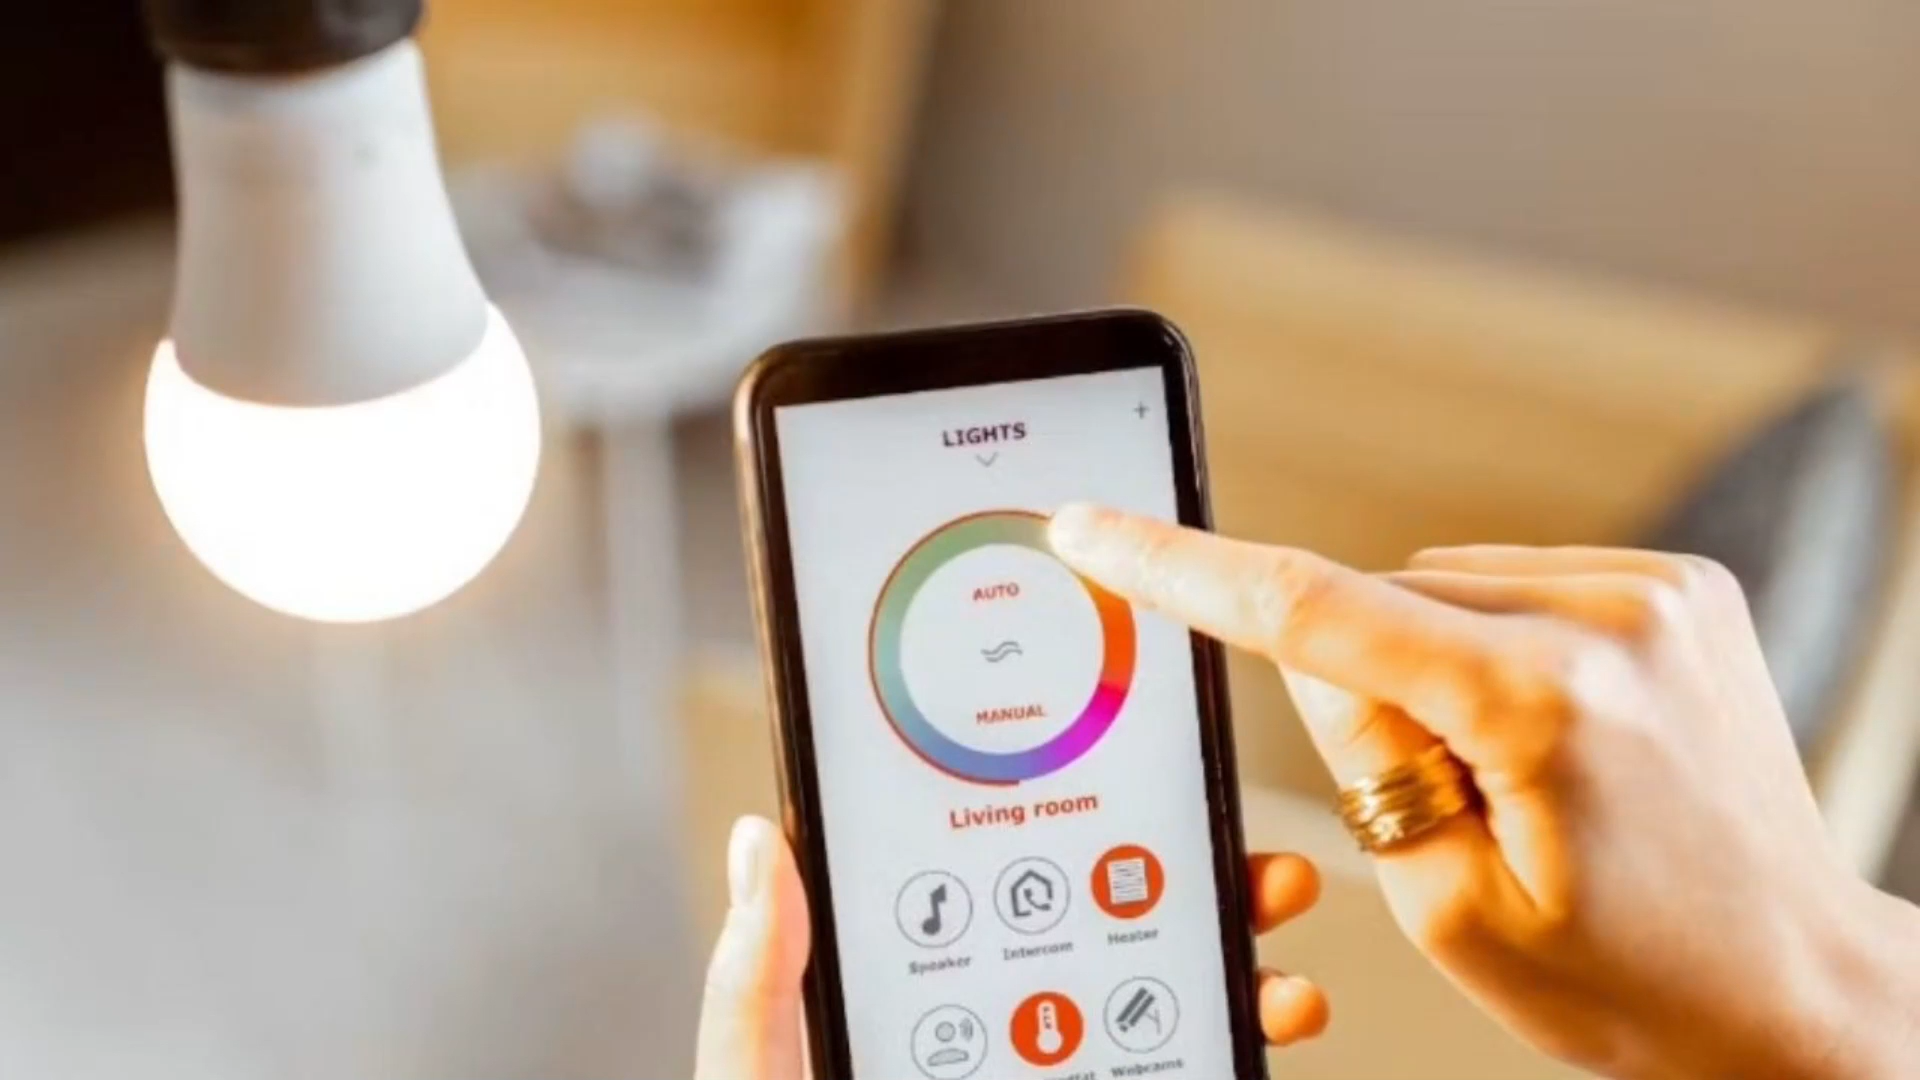 +
LIGHTS
AUTO
MANUAL
Living room
Speaker
Intercom
Heater
Webcams